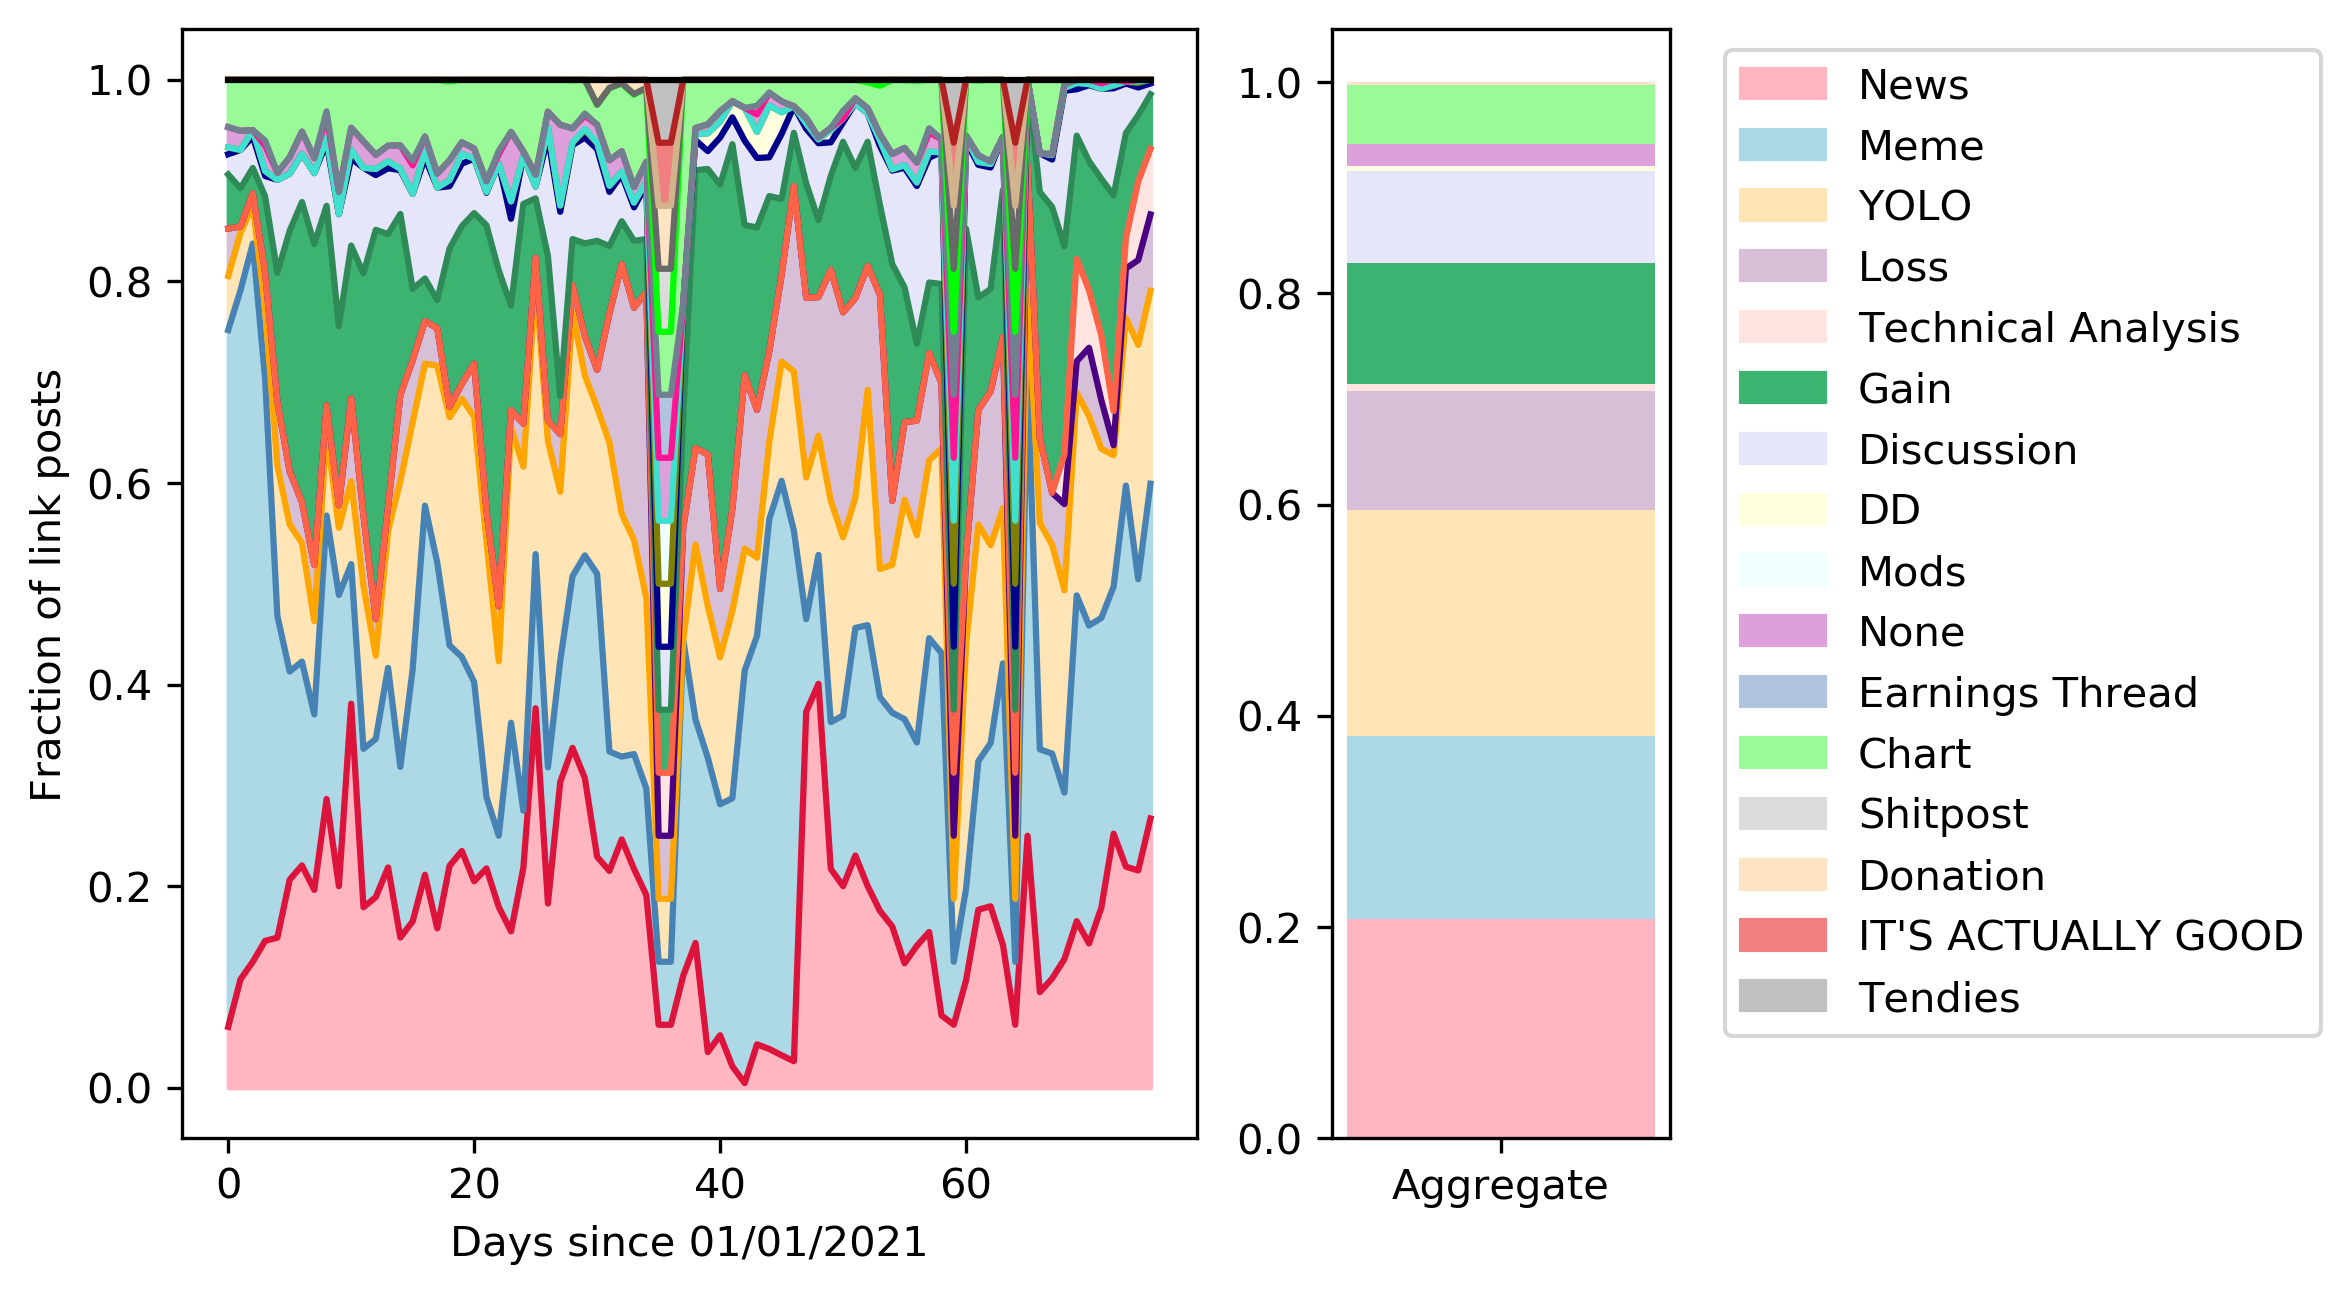 Fraction of link posts
1.0
0.8
0.6
0.4
0.2
0.0
0 20 40 60
Days since 01/01/2021
1.0
0.8
0.6
0.4
0.2
0.0
Aggregate
News
Meme
YOLO
Loss
Technical Analysis
Gain
Discussion
DD
Mods
None
Earnings Thread
Chart
Shitpost
Donation
IT'S ACTUALLY GOOD
Tendies